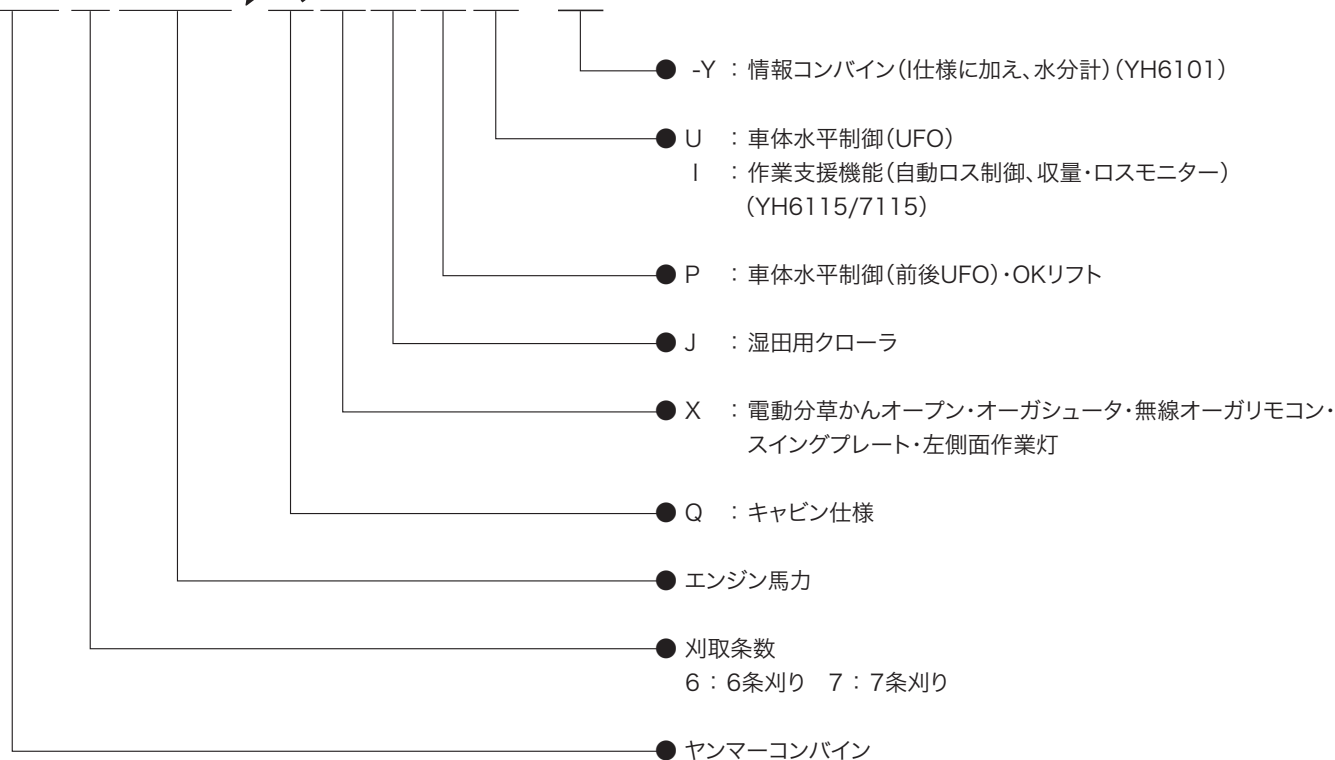 -Y : 情報コンバイン(I仕様に加え、水分計)(YH6101)
U : 車体水平制御(UFO)
I : 作業支援機能(自動ロス制御、収量・ロスモニター)
(YH6115/7115)
P : 車体水平制御(前後UFO)・OKリフト
J : 湿田用クローラ
X : 電動分草かんオープン・オーガシュータ・無線オーガリモコン・
スイングプレート・左側面作業灯
Q : キャビン仕様
エンジン馬力
刈取条数
6 : 6条刈り 7 : 7条刈り
ヤンマーコンバイン